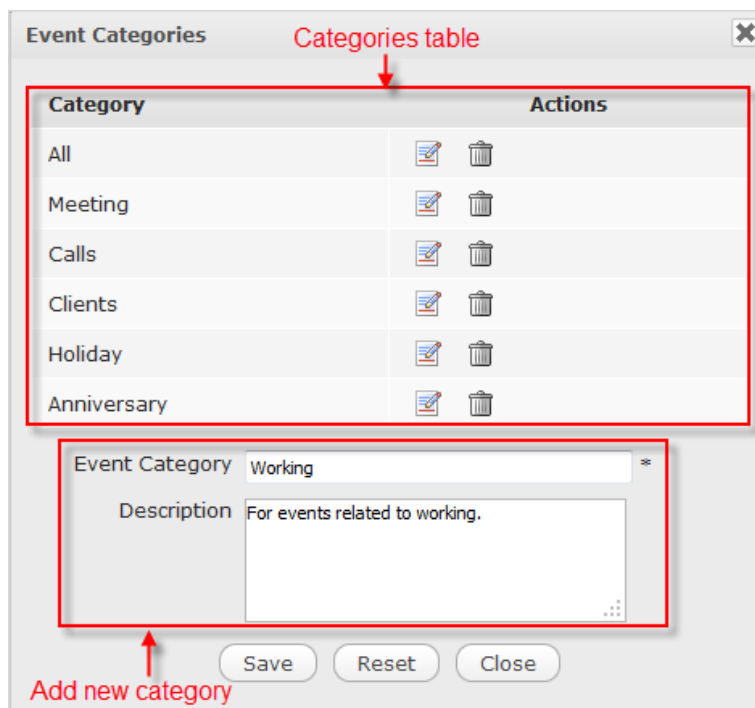 Event Categories
Categories table
Category Actions
All
Meeting
Calls
Clients
Holiday
Anniversary
Event Category Working *
Description For events related to working.
Save Reset Close
Add new category